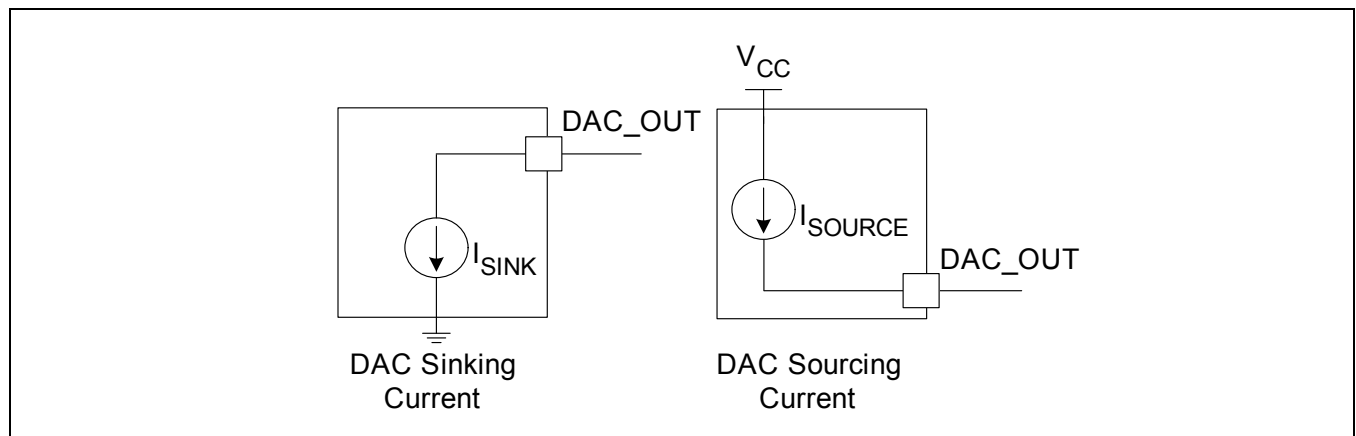 DAC_OUT
I_SINK
DAC Sinking
Current
V_CC
I_SOURCE
DAC_OUT
DAC Sourcing
Current